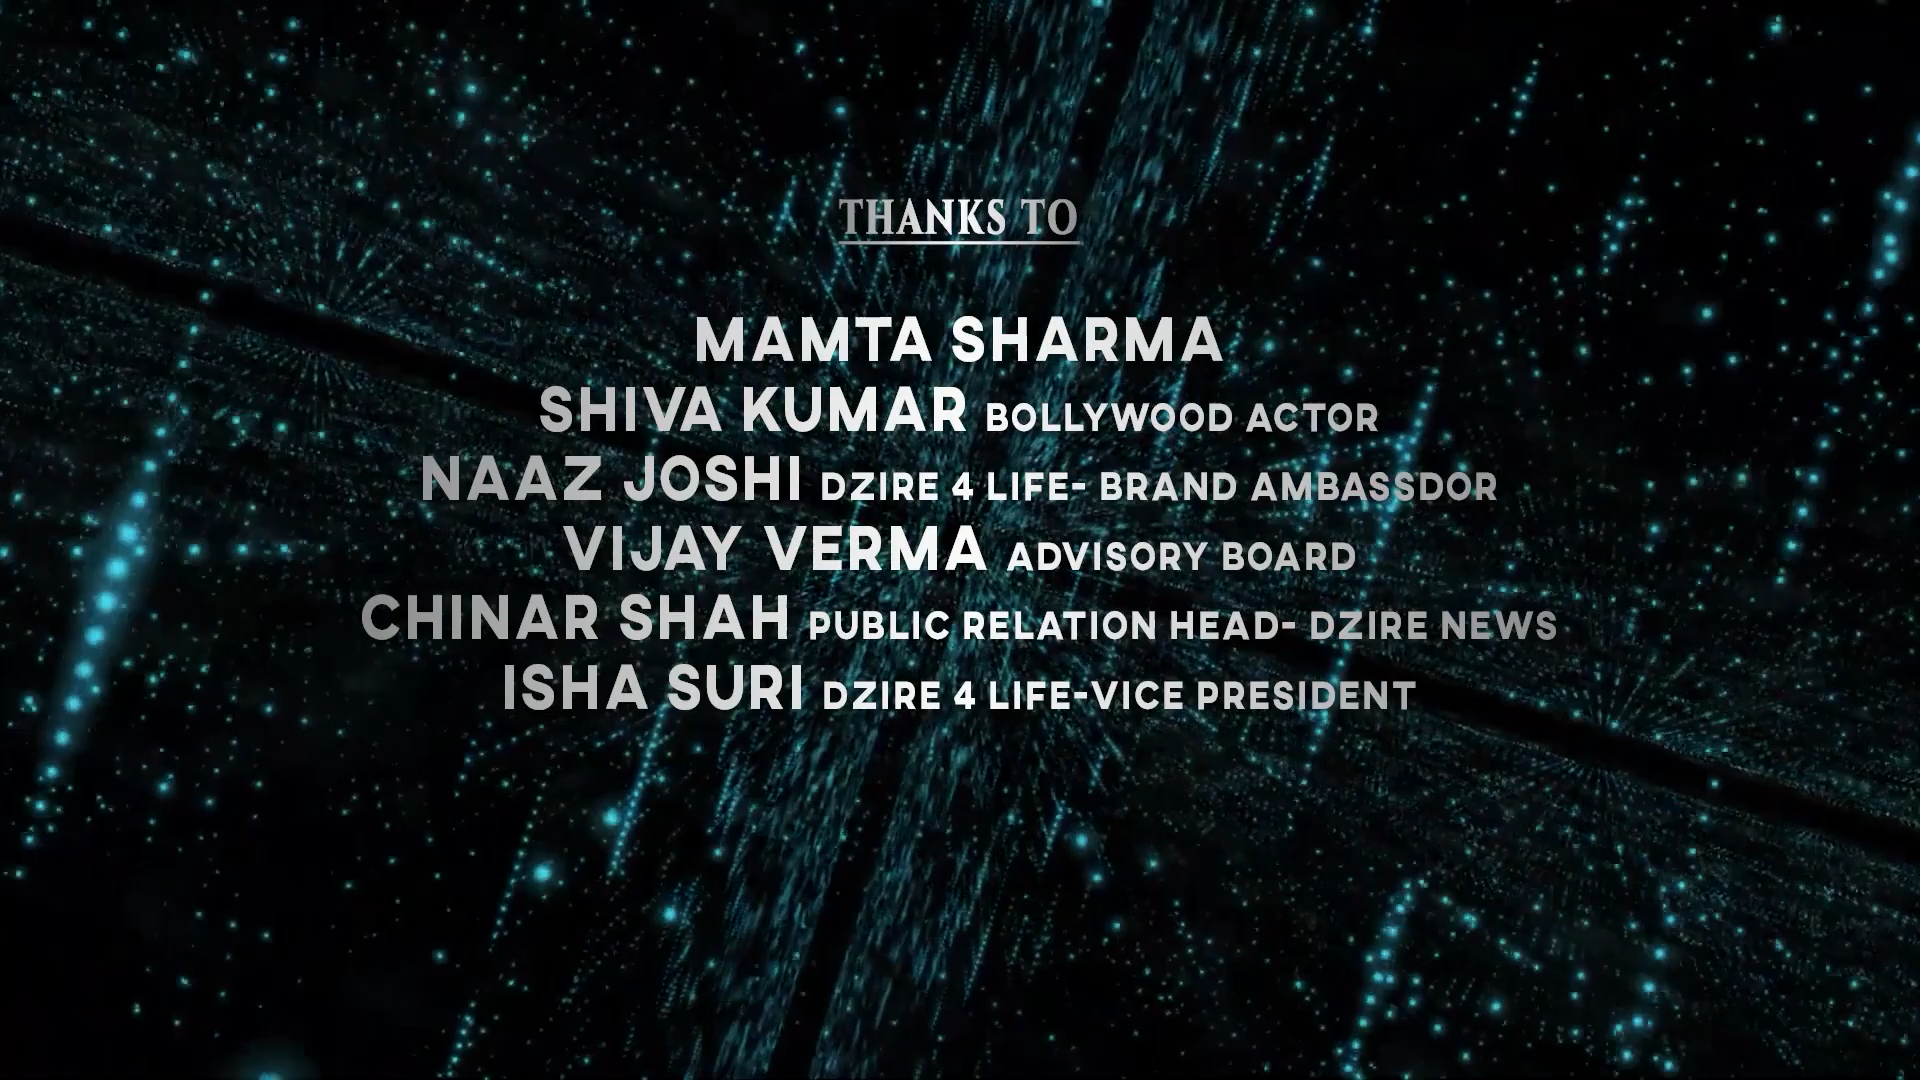 THANKS TO
MAMTA SHARMA
SHIVA KUMAR BOLLYWOOD ACTOR
NAAZ JOSHI DZIRE 4 LIFE- BRAND AMBASSDOR
VIJAY VERMA ADVISORY BOARD
CHINAR SHAH PUBLIC RELATION HEAD- DZIRE NEWS
ISHA SURI DZIRE 4 LIFE-VICE PRESIDENT